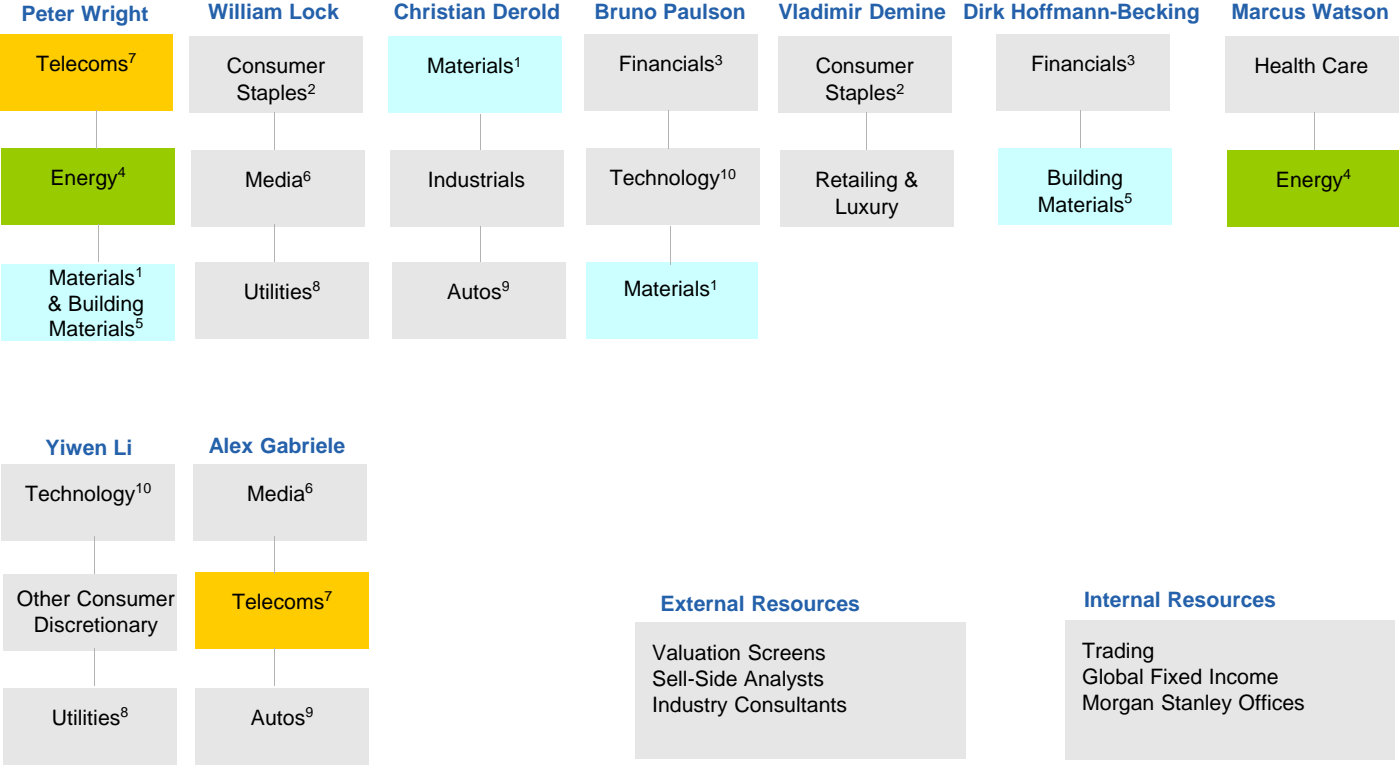 Peter Wright
Telecoms⁷
Energy⁴
Materials¹
& Building
Materials⁵
William Lock
Consumer
Staples²
Media⁶
Utilities⁸
Christian Derold
Materials¹
Industrials
Autos⁹
Bruno Paulson
Financials³
Technology¹⁰
Materials¹
Vladimir Demine
Consumer
Staples²
Retailing &
Luxury
Dirk Hoffmann-Becking
Financials³
Building
Materials⁵
Marcus Watson
Health Care
Energy⁴
Yiwen Li
Technology¹⁰
Other Consumer
Discretionary
Utilities⁸
Alex Gabriele
Media⁶
Telecoms⁷
Autos⁹
External Resources
Valuation Screens
Sell-Side Analysts
Industry Consultants
Internal Resources
Trading
Global Fixed Income
Morgan Stanley Offices